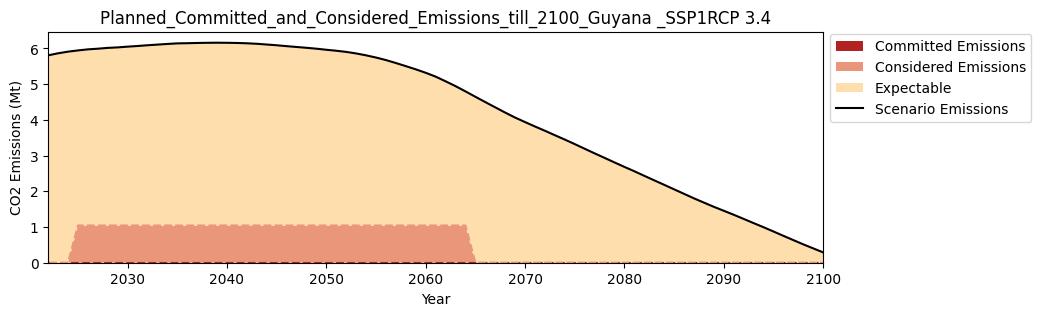 Planned_Committed_and_Considered_Emissions_till_2100_Guyana _SSP1RCP 3.4
Committed Emissions
Considered Emissions
Expectable
Scenario Emissions
CO2 Emissions (Mt)
6
5
4
3
2
1
0
2030 2040 2050 2060 2070 2080 2090 2100
Year